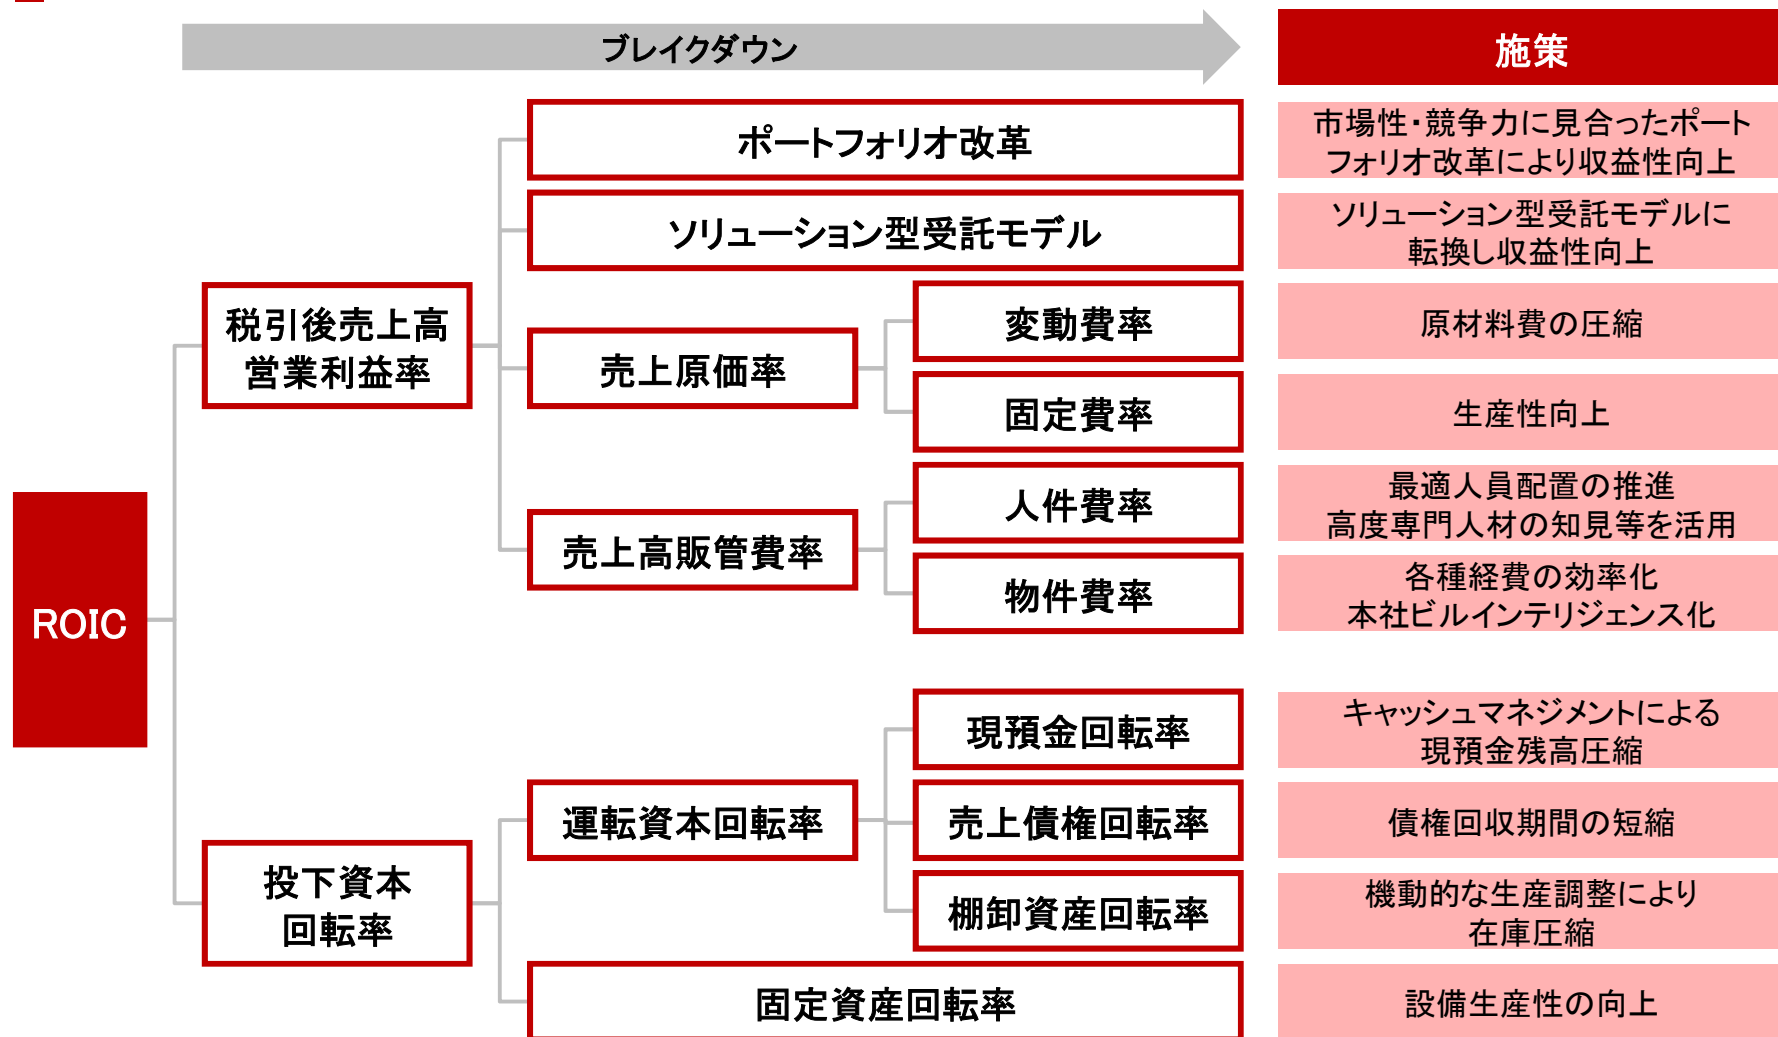 ブレイクダウン
施策
ポートフォリオ改革
市場性・競争力に見合ったポート
フォリオ改革により収益性向上
ソリューション型受託モデル
ソリューション型受託モデルに
転換し収益性向上
税引後売上高
営業利益率
売上原価率
変動費率
原材料費の圧縮
固定費率
生産性向上
売上高販管費率
人件費率
最適人員配置の推進
高度専門人材の知見等を活用
物件費率
各種経費の効率化
本社ビルインテリジェンス化
ROIC
現預金回転率
キャッシュマネジメントによる
現預金残高圧縮
運転資本回転率
売上債権回転率
債権回収期間の短縮
投下資本
回転率
棚卸資産回転率
機動的な生産調整により
在庫圧縮
固定資産回転率
設備生産性の向上